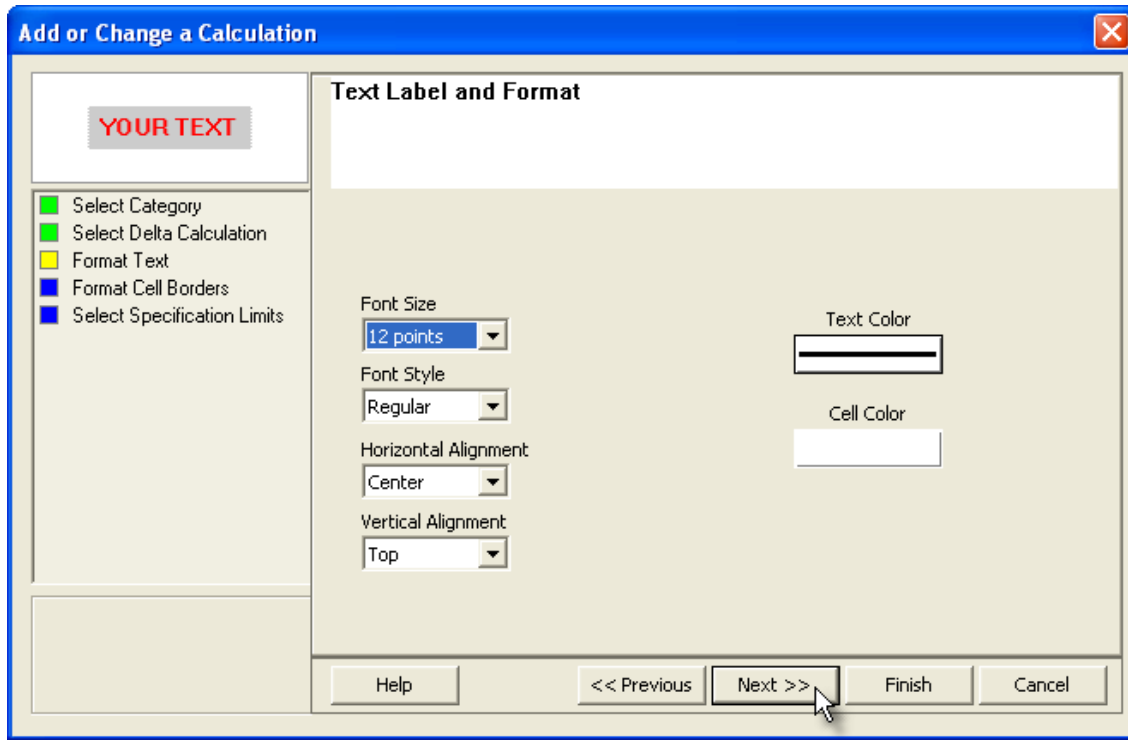 Add or Change a Calculation
YOUR TEXT
Text Label and Format
Select Category
Select Delta Calculation
Format Text
Format Cell Borders
Select Specification Limits
Font Size
12 points
Font Style
Regular
Horizontal Alignment
Center
Vertical Alignment
Top
Text Color
Cell Color
Help
<< Previous
Next >>
Finish
Cancel